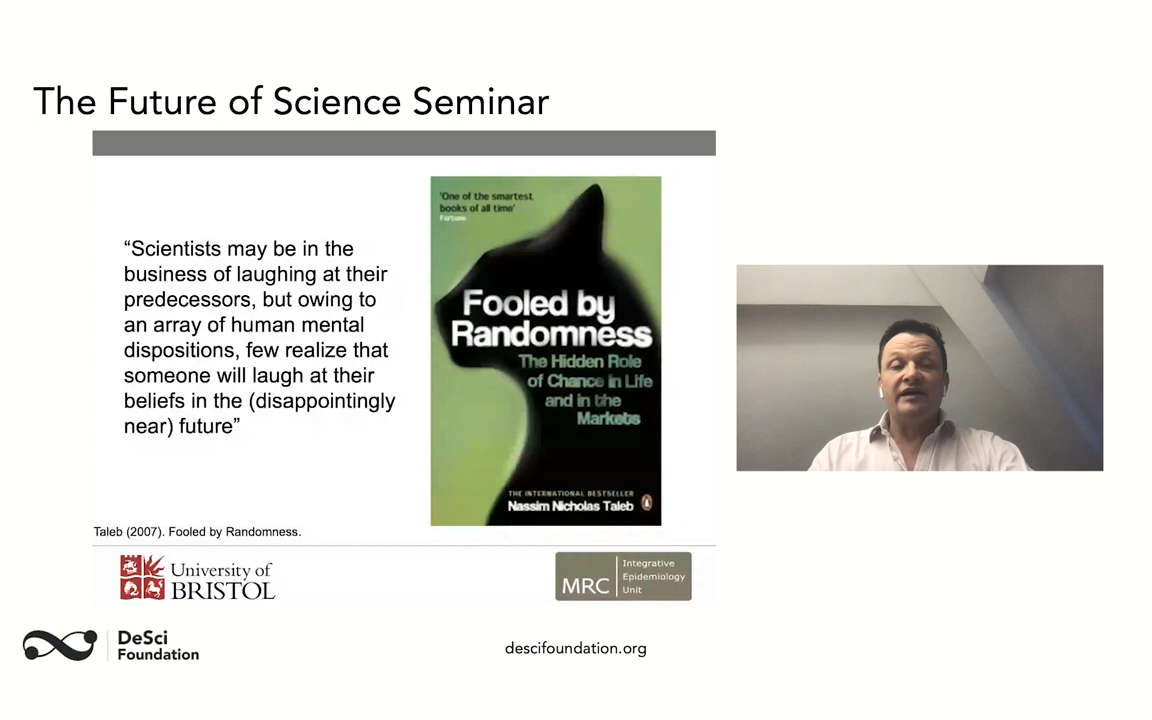 The Future of Science Seminar
“Scientists may be in the
business of laughing at their
predecessors, but owing to
an array of human mental
dispositions, few realize that
someone will laugh at their
beliefs in the (disappointingly
near) future”
'One of the smartest
books of all time'
Fortune
Fooled by
Randomness
The Hidden Role
of Chance in Life
and in the
Markets
THE INTERNATIONAL BESTSELLER
Nassim Nicholas Taleb
Taleb (2007). Fooled by Randomness.
University of
BRISTOL
MRC
Integrative
Epidemiology
Unit
DeSci
Foundation
descifoundation.org